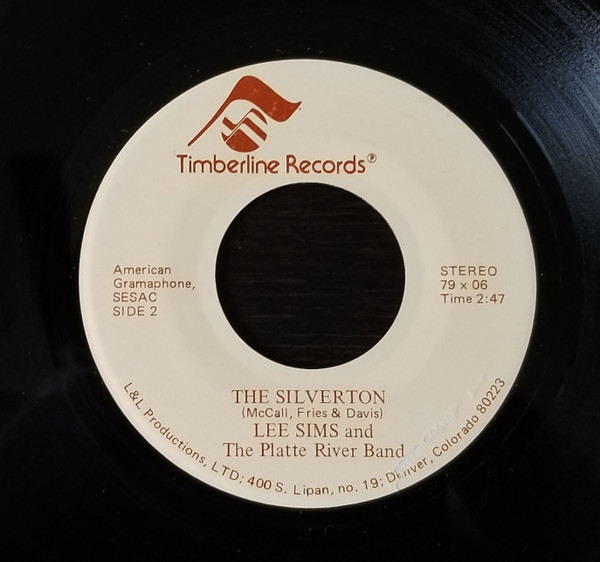 Timberline Records℗
American
Gramaphone,
SESAC
SIDE 2
STEREO
79 x 06
Time 2:47
THE SILVERTON
(McCall, Fries & Davis)
LEE SIMS and
The Platte River Band
L&L Productions, LTD; 400 S. Lipan, no. 19; Denver, Colorado 80223